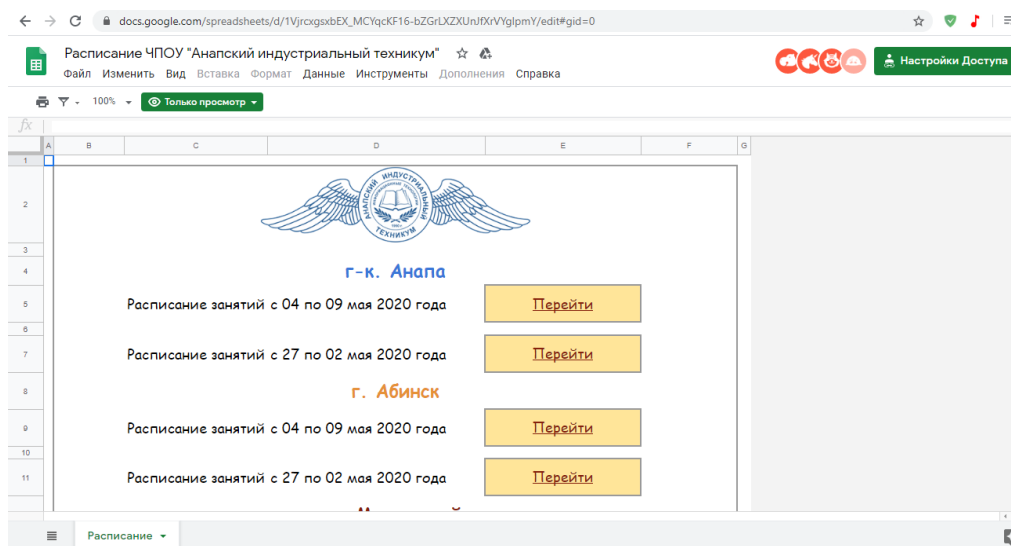 docs.google.com/spreadsheets/d/1VjrcxgsxbEX_MCYqcKF16-bZGrLXZXUnJfXrVYglpmY/edit#gid=0
Расписание ЧПОУ "Анапский индустриальный техникум"
Файл Изменить Вид Вставка Формат Данные Инструменты Дополнения Справка
Настройки Доступа
100% Только просмотр
fx
A B C D E F G
1
2
АНАПСКИЙ ИНДУСТРИАЛЬНЫЙ
ТЕХНИКУМ
3
4 г-к. Анапа
5 Расписание занятий с 04 по 09 мая 2020 года Перейти
6
7 Расписание занятий с 27 по 02 мая 2020 года Перейти
8 г. Абинск
9 Расписание занятий с 04 по 09 мая 2020 года Перейти
10
11 Расписание занятий с 27 по 02 мая 2020 года Перейти
Расписание